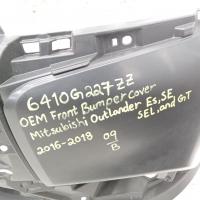 6410G227ZZ
OEM Front Bumper Cover
Mitsubishi Outlander ES, SE
SEL, and GT
2016-2018 09
B